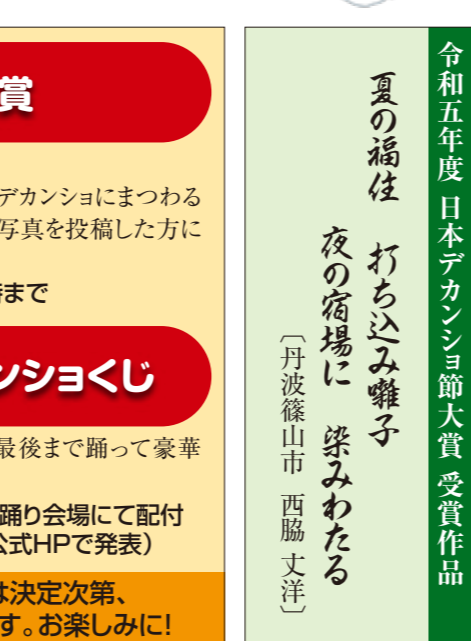 令和五年度 日本デカンショ節大賞 受賞作品
夏の福住 打ち込み囃子
夜の宿場に 染みわたる
〔丹波篠山市 西脇 丈洋〕
賞
デカンショにまつわる
写真を投稿した方に
時まで
ンショくじ
最後まで踊って豪華
踊り会場にて配付
公式HPで発表）
は決定次第、
す。お楽しみに!